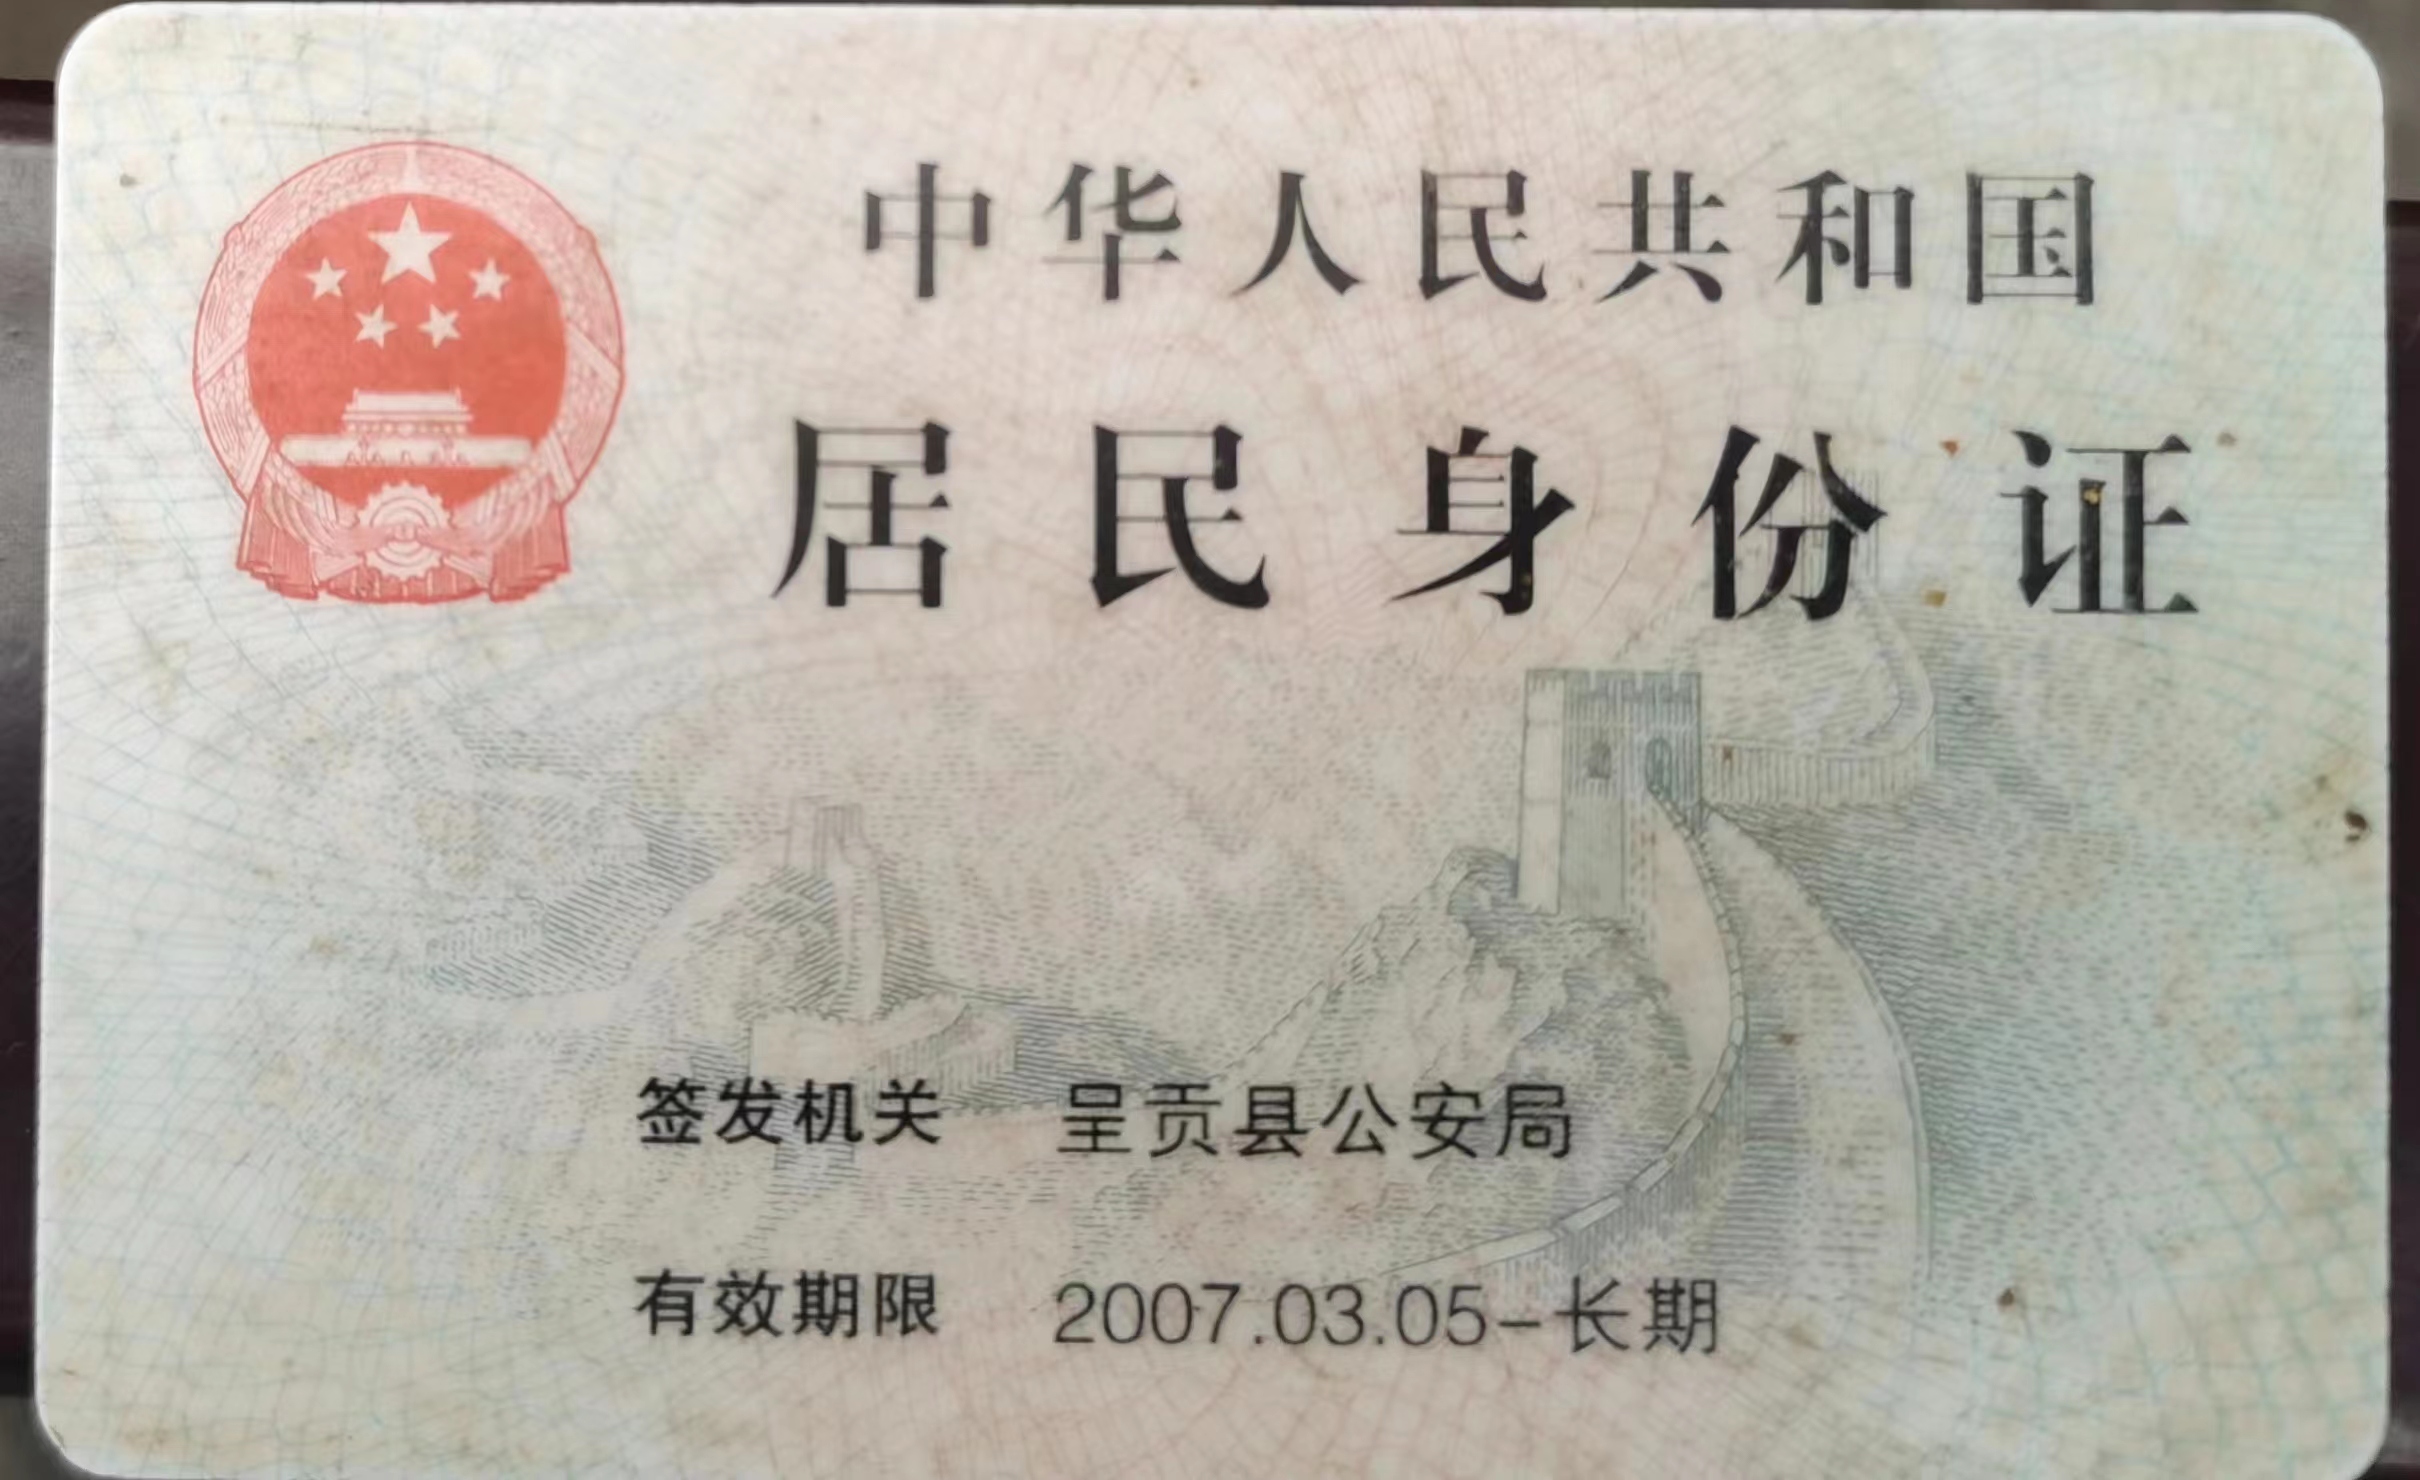 中华人民共和国
居民身份证
签发机关 呈贡县公安局
有效期限 2007.03.05-长期